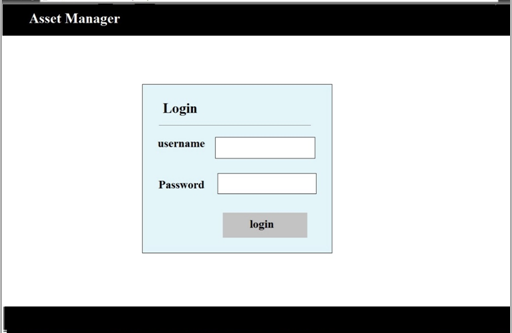 Asset Manager
Login
username
Password
login